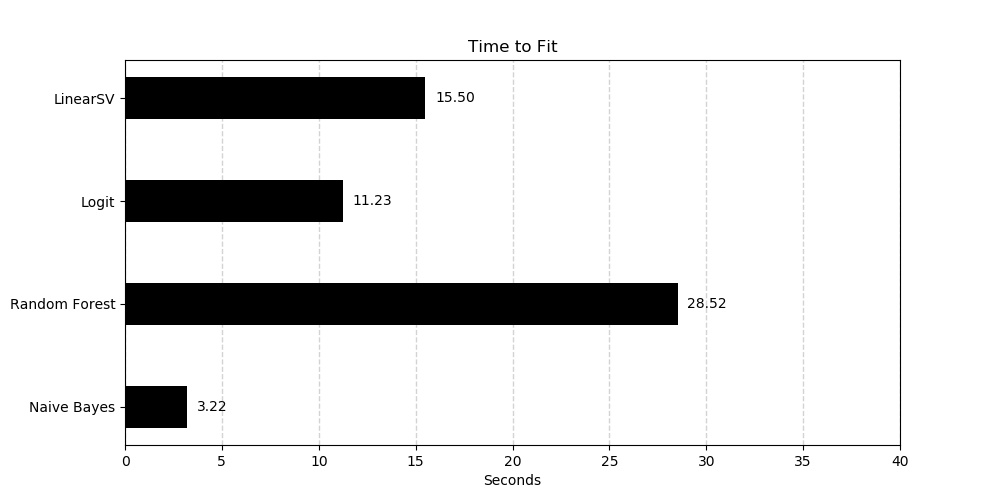 Time to Fit
LinearSV
15.50
Logit
11.23
Random Forest
28.52
Naive Bayes
3.22
0 5 10 15 20 25 30 35 40
Seconds